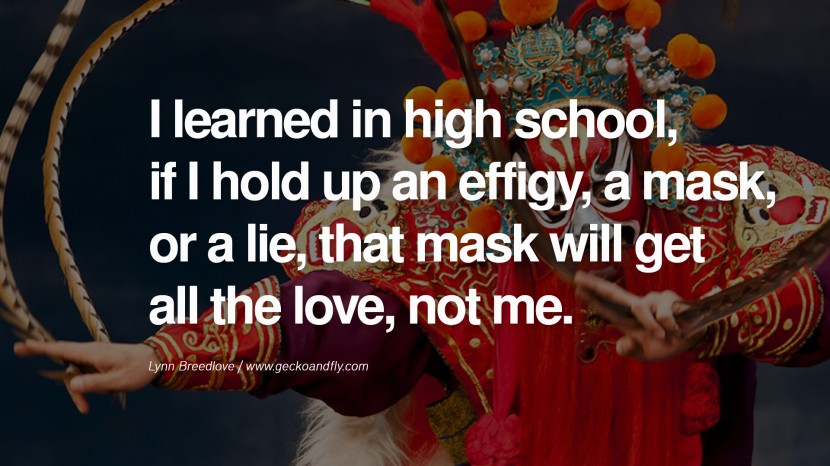 I learned in high school,
if I hold up an effigy, a mask,
or a lie, that mask will get
all the love, not me.
Lynn Breedlove / www.geckoandfly.com